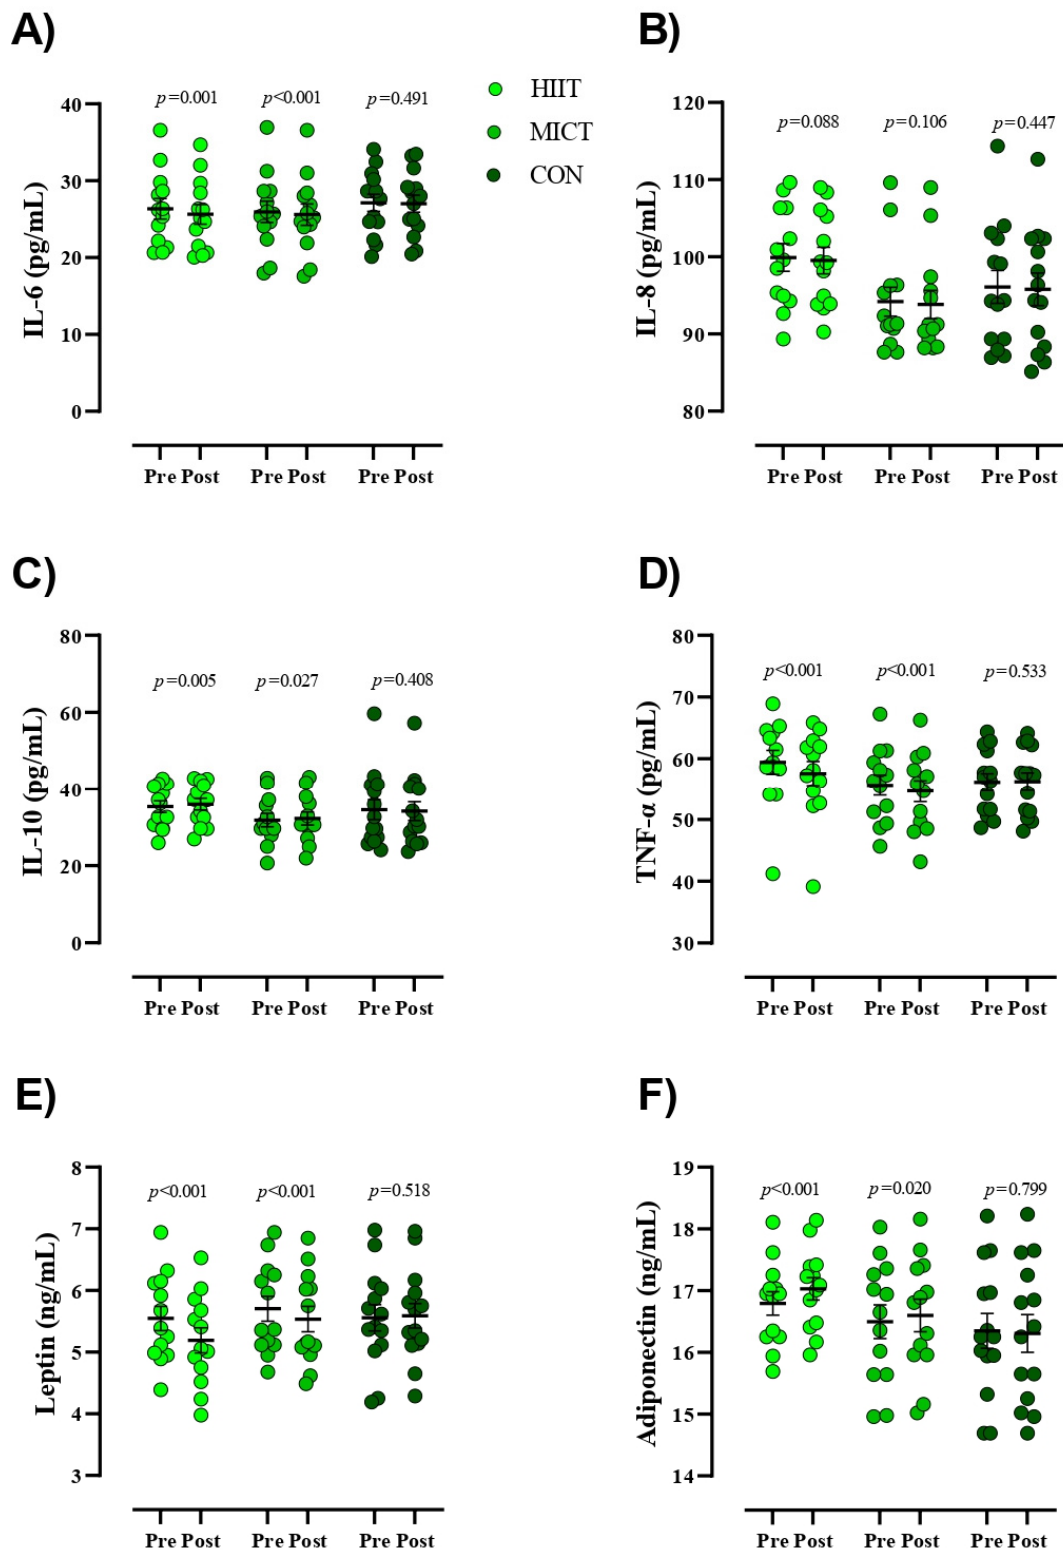 A)
B)
p=0.001 p<0.001 p=0.491
HIIT
MICT
CON
IL-6 (pg/mL)
40
30
20
10
0
Pre Post Pre Post Pre Post
p=0.088 p=0.106 p=0.447
IL-8 (pg/mL)
120
110
100
90
80
Pre Post Pre Post Pre Post
C)
D)
p=0.005 p=0.027 p=0.408
IL-10 (pg/mL)
80
60
40
20
0
Pre Post Pre Post Pre Post
p<0.001 p<0.001 p=0.533
TNF-α (pg/mL)
80
70
60
50
40
30
Pre Post Pre Post Pre Post
E)
F)
p<0.001 p<0.001 p=0.518
Leptin (ng/mL)
8
7
6
5
4
3
Pre Post Pre Post Pre Post
p<0.001 p=0.020 p=0.799
Adiponectin (ng/mL)
19
18
17
16
15
14
Pre Post Pre Post Pre Post